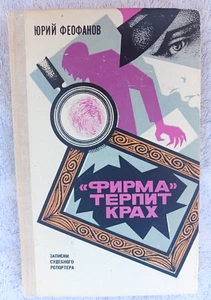 ЮРИЙ ФЕОФАНОВ
«ФИРМА»
ТЕРПИТ
КРАХ
ЗАПИСКИ
СУДЕБНОГО
РЕПОРТЕРА